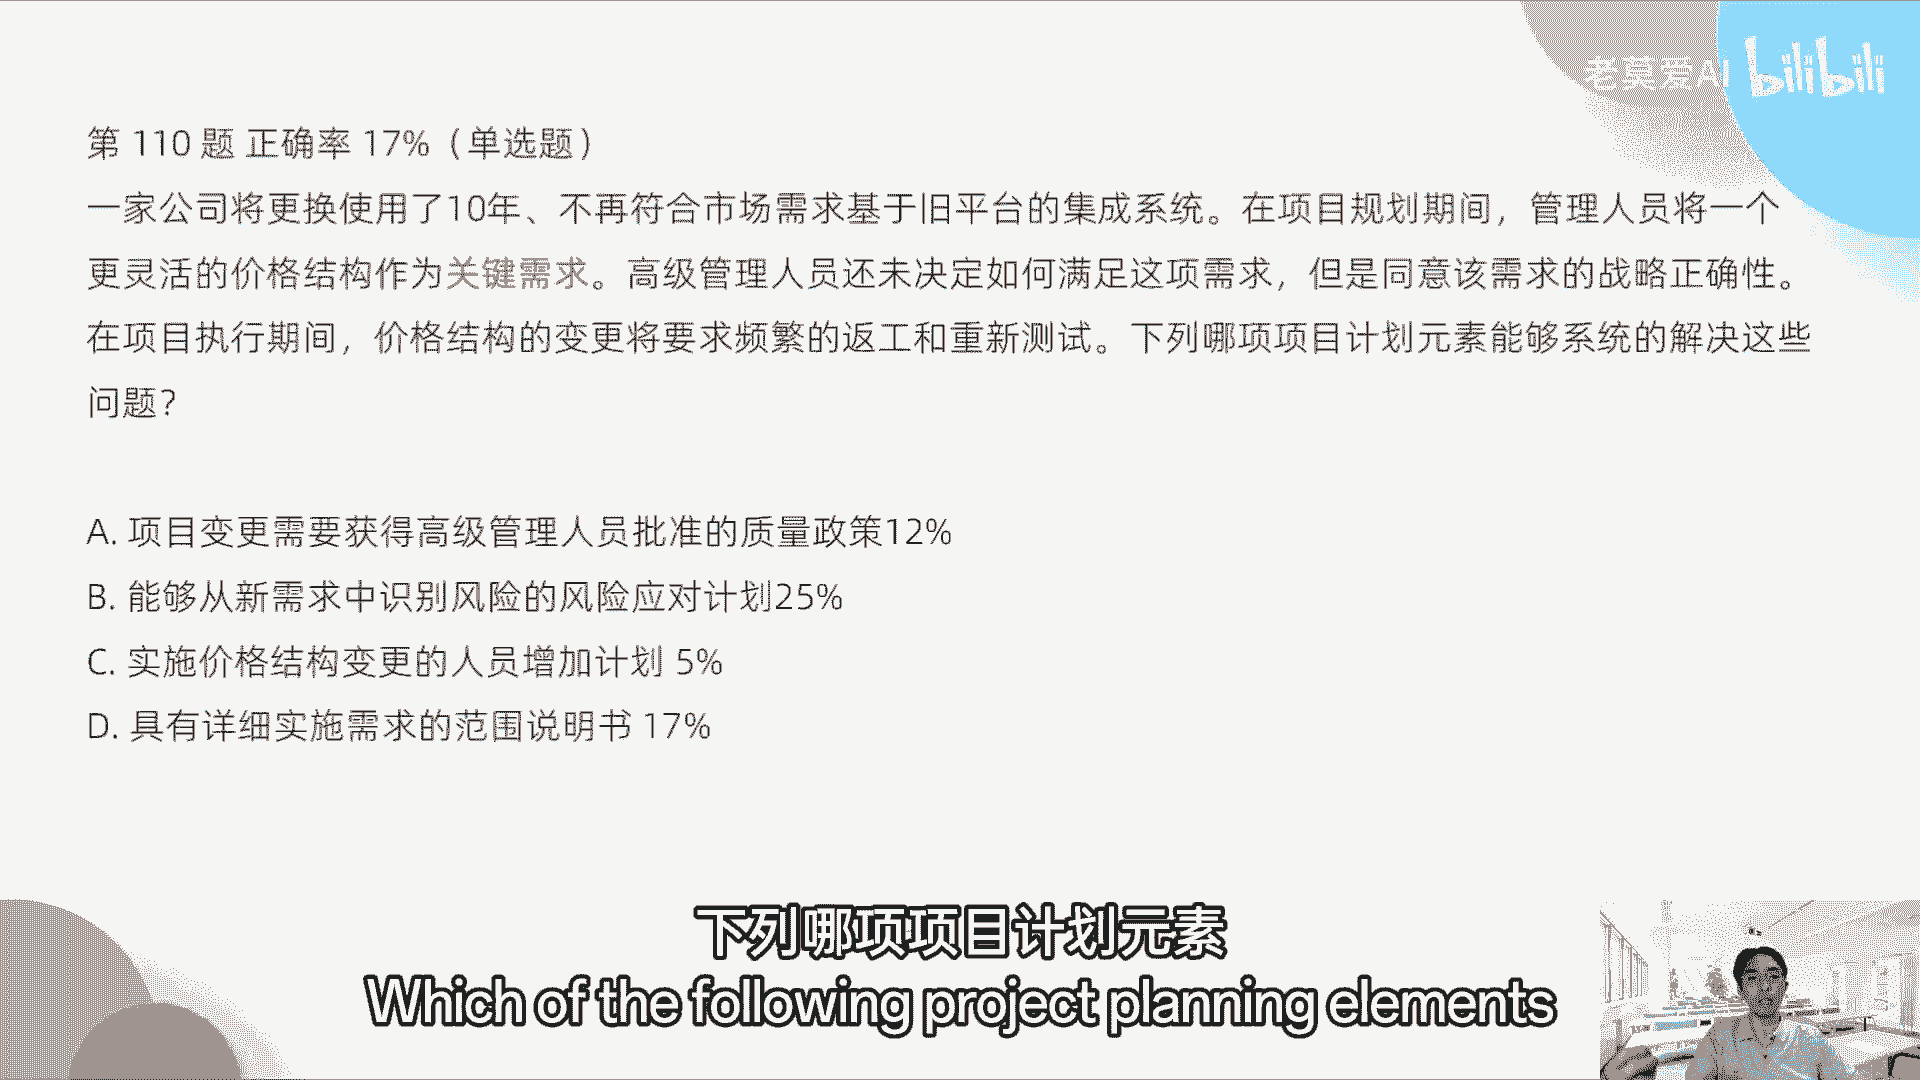 老莫爱AI bilibili
第 110 题 正确率 17%（单选题）
一家公司将更换使用了10年、不再符合市场需求基于旧平台的集成系统。在项目规划期间，管理人员将一个
更灵活的价格结构作为关键需求。高级管理人员还未决定如何满足这项需求，但是同意该需求的战略正确性。
在项目执行期间，价格结构的变更将要求频繁的返工和重新测试。下列哪项项目计划元素能够系统的解决这些
问题？
A. 项目变更需要获得高级管理人员批准的质量政策12%
B. 能够从新需求中识别风险的风险应对计划25%
C. 实施价格结构变更的人员增加计划 5%
D. 具有详细实施需求的范围说明书 17%
下列哪项项目计划元素
Which of the following project planning elements